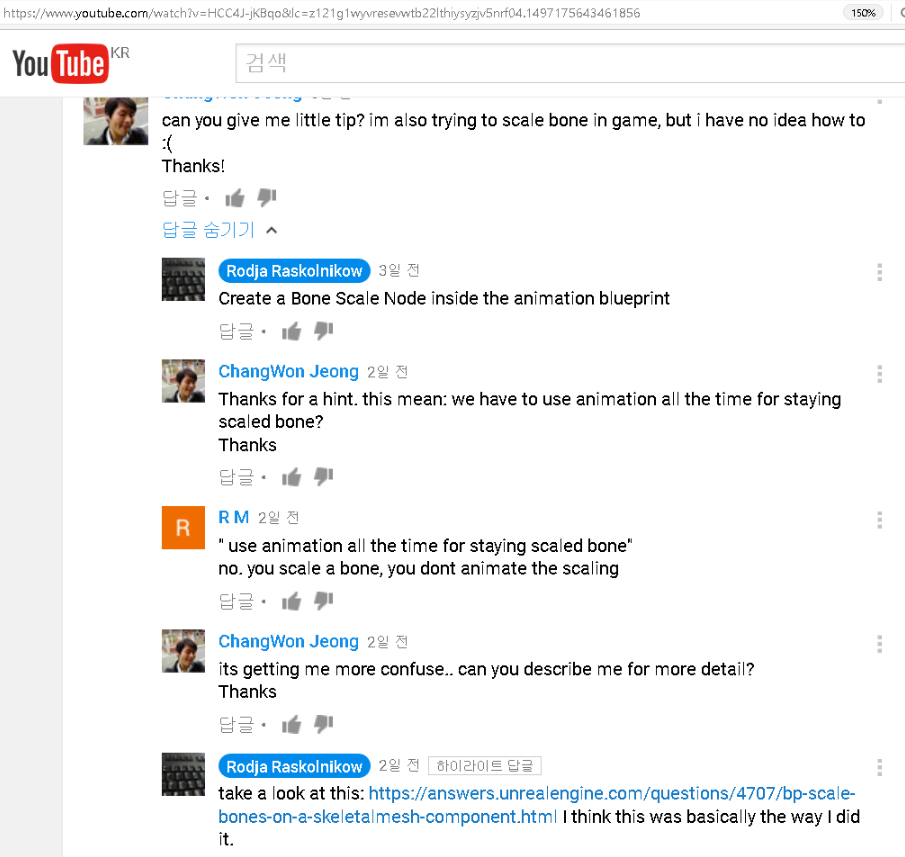 https://www.youtube.com/watch?v=HCC4J-jKBqo&lc=z121g1wyvresevwtb22lthiysyzjv5nrf04.1497175643461856
150%
YouTube KR
검색
ChangWon Jeong
can you give me little tip? im also trying to scale bone in game, but i have no idea how to
:(
Thanks!
답글 •
답글 숨기기
Rodja Raskolnikow 3일 전
Create a Bone Scale Node inside the animation blueprint
답글 •
ChangWon Jeong 2일 전
Thanks for a hint. this mean: we have to use animation all the time for staying
scaled bone?
Thanks
답글 •
R
R M 2일 전
" use animation all the time for staying scaled bone"
no. you scale a bone, you dont animate the scaling
답글 •
ChangWon Jeong 2일 전
its getting me more confuse.. can you describe me for more detail?
Thanks
답글 •
Rodja Raskolnikow 2일 전 하이라이트 답글
take a look at this: https://answers.unrealengine.com/questions/4707/bp-scale-
bones-on-a-skeletalmesh-component.html I think this was basically the way I did
it.